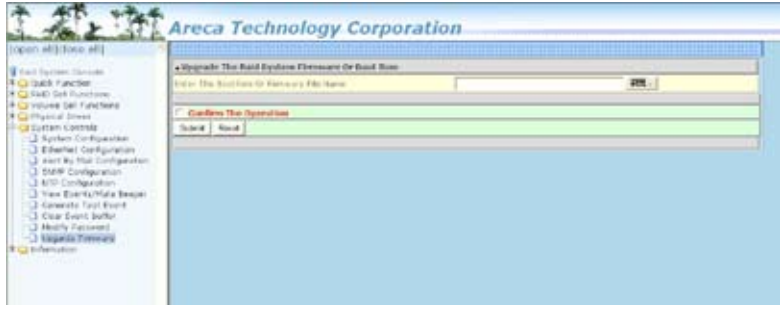 Areca Technology Corporation
[open all|close all]
Raid System Console
Quick Function
RAID Set Functions
Volume Set Functions
Physical Drives
System Controls
System Configuration
EtherNet Configuration
Alert By Mail Configuration
SNMP Configuration
NTP Configuration
View Events/Mute Beeper
Generate Test Event
Clear Event Buffer
Modify Password
Upgrade Firmware
Information
Upgrade The Raid System Firmware Or Boot Rom
Enter The BootRom Or Firmware File Name
Confirm The Operation
Submit Reset